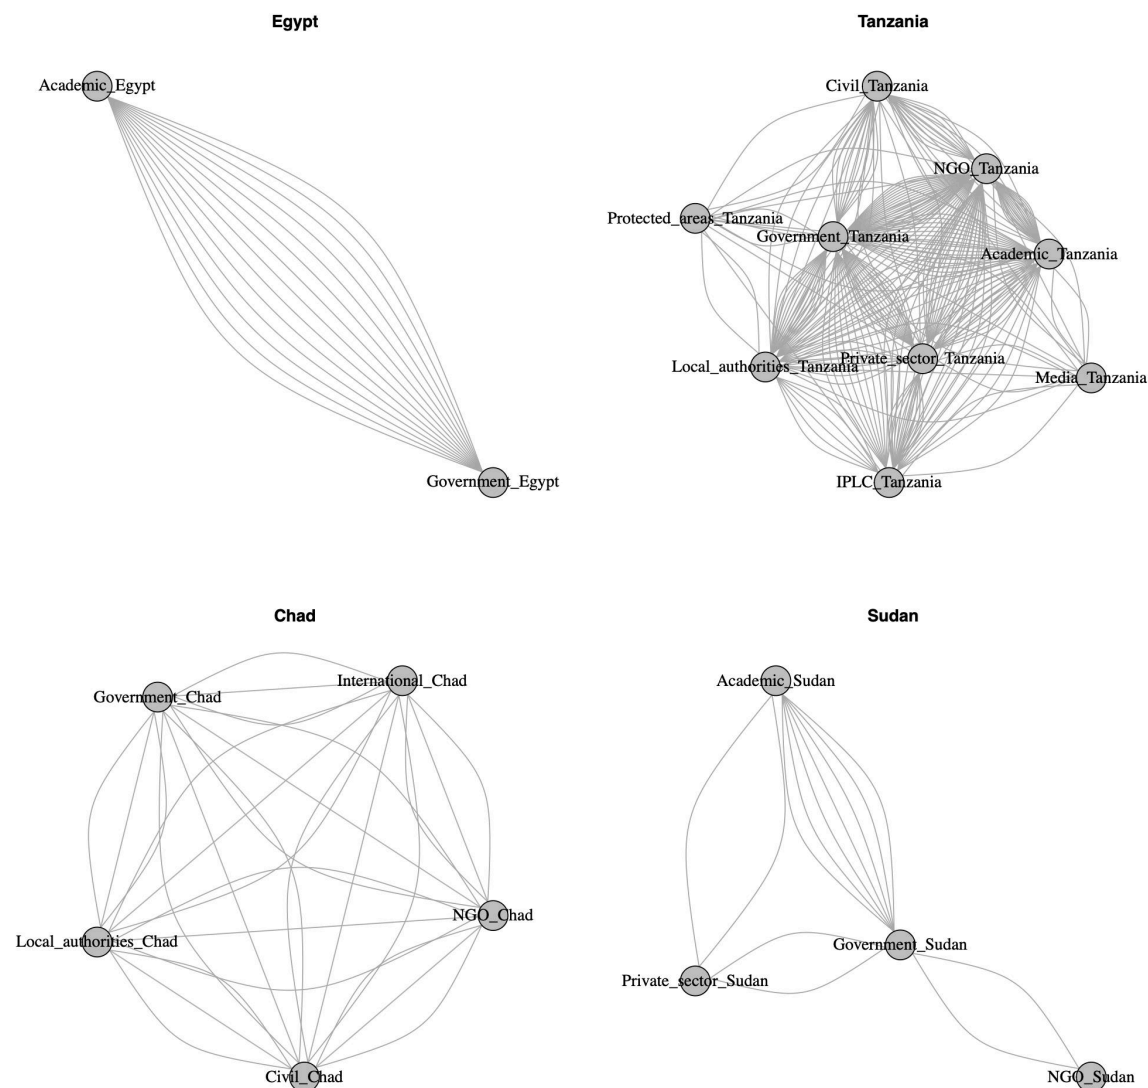 Egypt
Academic_Egypt
Government_Egypt
Tanzania
Civil_Tanzania
NGO_Tanzania
Protected_areas_Tanzania
Government_Tanzania
Academic_Tanzania
Local_authorities_Tanzania
Private_sector_Tanzania
Media_Tanzania
IPLC_Tanzania
Chad
International_Chad
Government_Chad
NGO_Chad
Local_authorities_Chad
Civil_Chad
Sudan
Academic_Sudan
Government_Sudan
Private_sector_Sudan
NGO_Sudan